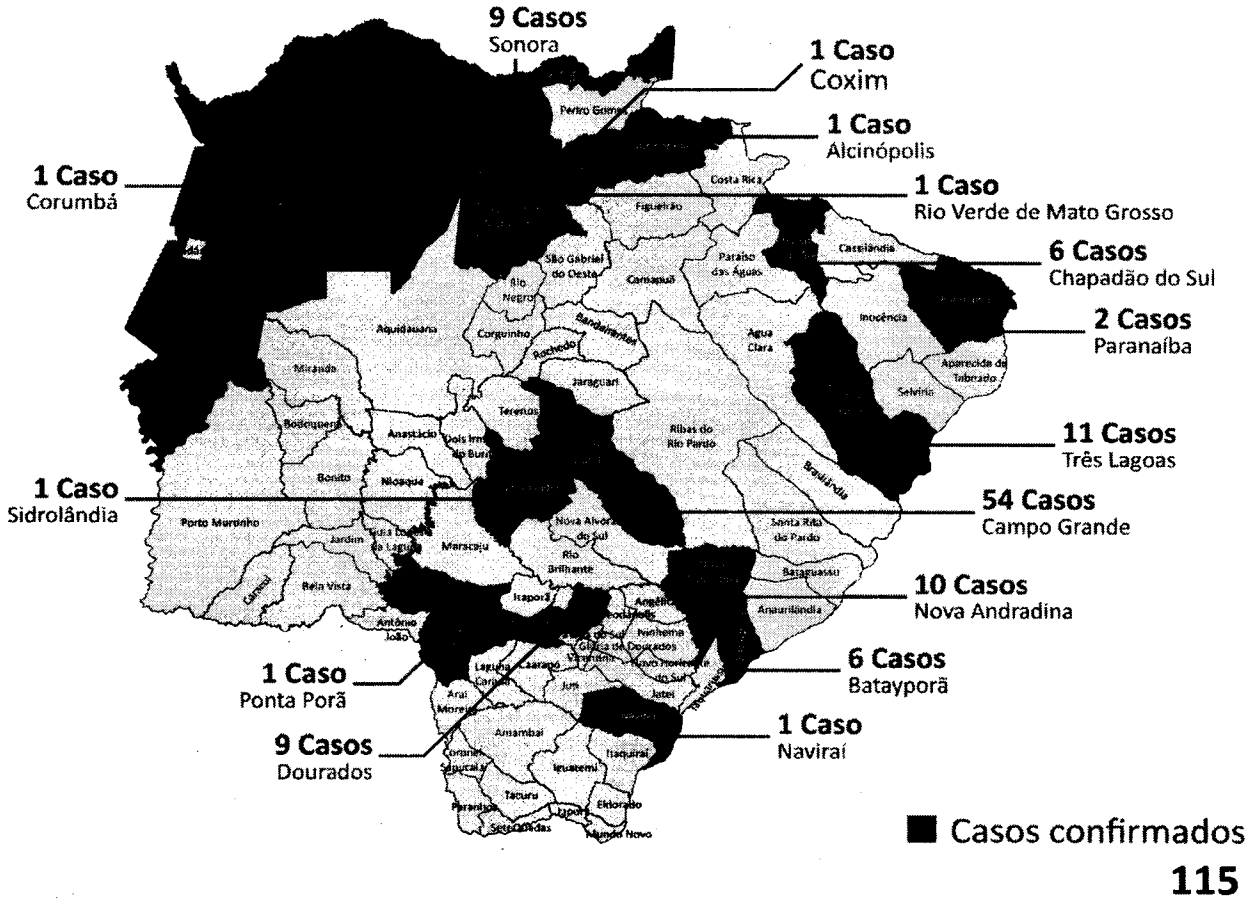 9 Casos
Sonora
1 Caso
Coxim
Pedro Gomes
1 Caso
Alcinópolis
1 Caso
Corumbá
Costa Rica
1 Caso
Rio Verde de Mato Grosso
Figueirão
Cassilândia
6 Casos
Chapadão do Sul
São Gabriel
do Oeste
Paraíso
das Águas
Camapuã
Rio
Negro
Inocência
2 Casos
Paranaíba
Aquidauana
Corguinho
Bandeirantes
Água
Clara
Rochedo
Miranda
Aparecida do
Taboado
Jaraguari
Selvíria
Terenos
Bodoquena
Anastácio
Ribas do
Rio Pardo
11 Casos
Três Lagoas
Bonito
Nioaque
Brasilândia
1 Caso
Sidrolândia
54 Casos
Campo Grande
Porto Murtinho
Jardim
Maracaju
Nova Alvorada
do Sul
Santa Rita
do Pardo
Rio
Brilhante
Bataguassu
Caracol
Bela Vista
Itaporã
Angélica
10 Casos
Nova Andradina
Anaurilândia
Antônio
João
Ivinhema
Glória de Dourados
1 Caso
Ponta Porã
Laguna
Carapã
Caarapó
Novo Horizonte
do Sul
6 Casos
Batayporã
Juti
Jateí
Aral
Moreira
1 Caso
Naviraí
9 Casos
Dourados
Amambai
Coronel
Sapucaia
Iguatemi
Itaquiraí
Tacuru
Paranhos
Eldorado
Japorã
Sete Quedas
Mundo Novo
Casos confirmados
115